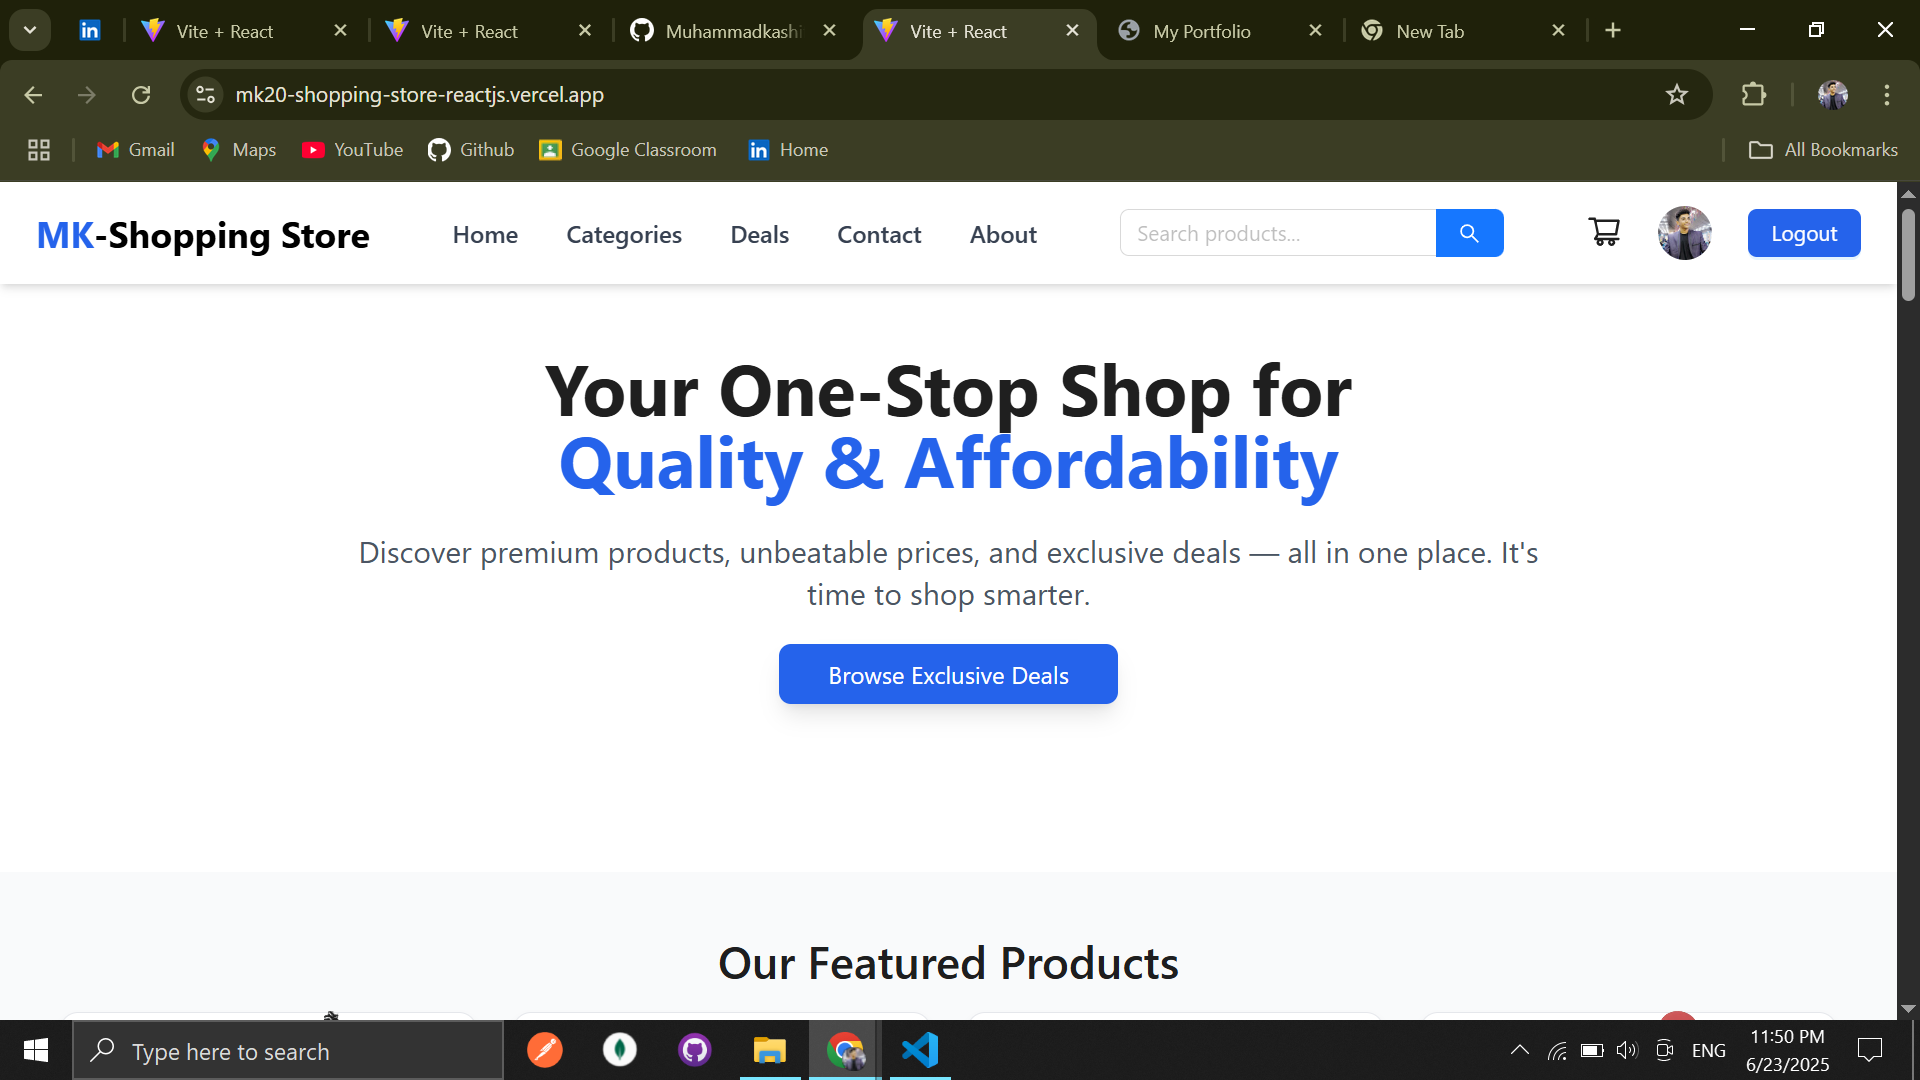 Vite + React
Vite + React
Muhammadkashi
Vite + React
My Portfolio
New Tab
mk20-shopping-store-reactjs.vercel.app
Gmail
Maps
YouTube
Github
Google Classroom
Home
All Bookmarks
MK-Shopping Store
Home
Categories
Deals
Contact
About
Search products...
Logout
Your One-Stop Shop for
Quality & Affordability
Discover premium products, unbeatable prices, and exclusive deals — all in one place. It's
time to shop smarter.
Browse Exclusive Deals
Our Featured Products
Type here to search
ENG
11:50 PM
6/23/2025